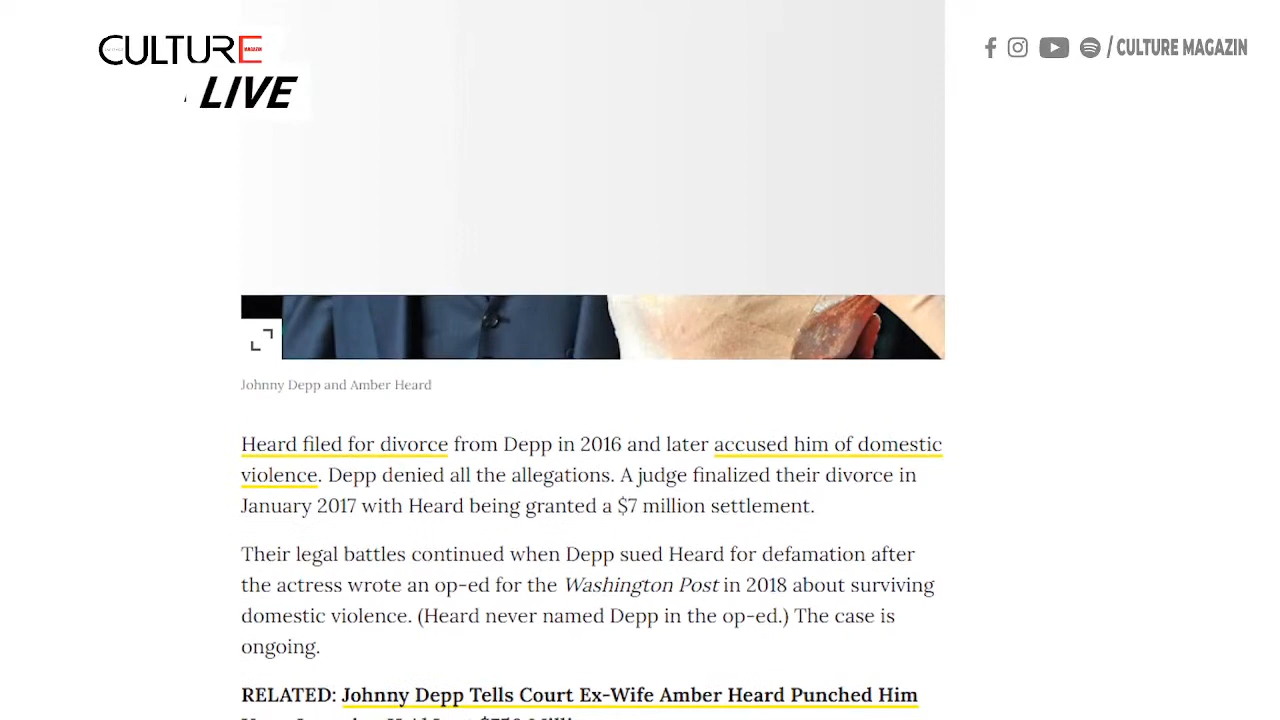 CULTURE MAGAZIN
LIVE
/ CULTURE MAGAZIN
Johnny Depp and Amber Heard
Heard filed for divorce from Depp in 2016 and later accused him of domestic
violence. Depp denied all the allegations. A judge finalized their divorce in
January 2017 with Heard being granted a $7 million settlement.
Their legal battles continued when Depp sued Heard for defamation after
the actress wrote an op-ed for the Washington Post in 2018 about surviving
domestic violence. (Heard never named Depp in the op-ed.) The case is
ongoing.
RELATED: Johnny Depp Tells Court Ex-Wife Amber Heard Punched Him